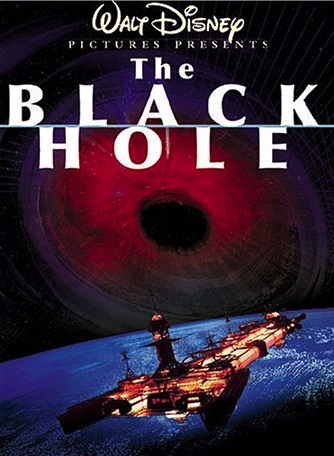 WALT DISNEY
PICTURES PRESENTS
The
BLACK
HOLE